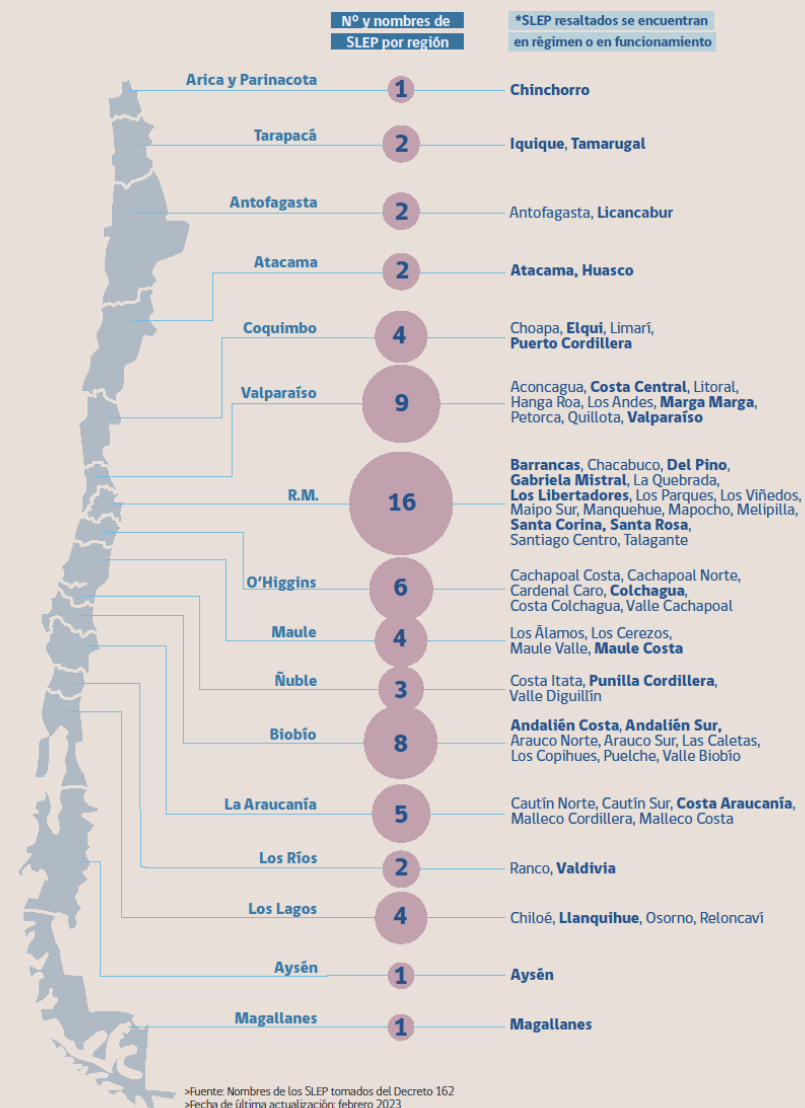 Nº y nombres de
SLEP por región
*SLEP resaltados se encuentran
en régimen o en funcionamiento
Arica y Parinacota
1
Chinchorro
Tarapacá
2
Iquique, Tamarugal
Antofagasta
2
Antofagasta, Licancabur
Atacama
2
Atacama, Huasco
Coquimbo
4
Choapa, Elqui, Limarí,
Puerto Cordillera
Valparaíso
9
Aconcagua, Costa Central, Litoral,
Hanga Roa, Los Andes, Marga Marga,
Petorca, Quillota, Valparaíso
R.M.
16
Barrancas, Chacabuco, Del Pino,
Gabriela Mistral, La Quebrada,
Los Libertadores, Los Parques, Los Viñedos,
Maipo Sur, Manquehue, Mapocho, Melipilla,
Santa Corina, Santa Rosa,
Santiago Centro, Talagante
O'Higgins
6
Cachapoal Costa, Cachapoal Norte,
Cardenal Caro, Colchagua,
Costa Colchagua, Valle Cachapoal
Maule
4
Los Álamos, Los Cerezos,
Maule Valle, Maule Costa
Ñuble
3
Costa Itata, Punilla Cordillera,
Valle Diguillín
Biobío
8
Andalién Costa, Andalién Sur,
Arauco Norte, Arauco Sur, Las Caletas,
Los Copihues, Puelche, Valle Biobío
La Araucanía
5
Cautín Norte, Cautín Sur, Costa Araucanía,
Malleco Cordillera, Malleco Costa
Los Ríos
2
Ranco, Valdivia
Los Lagos
4
Chiloé, Llanquihue, Osorno, Reloncaví
Aysén
1
Aysén
Magallanes
1
Magallanes
>Fuente: Nombres de los SLEP tomados del Decreto 162
>Fecha de última actualización: febrero 2023